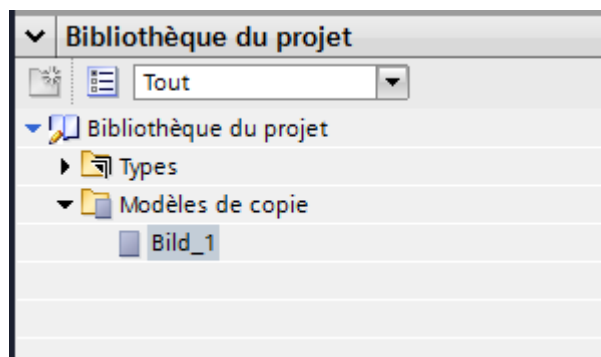 Bibliothèque du projet
Tout
Bibliothèque du projet
Types
Modèles de copie
Bild_1